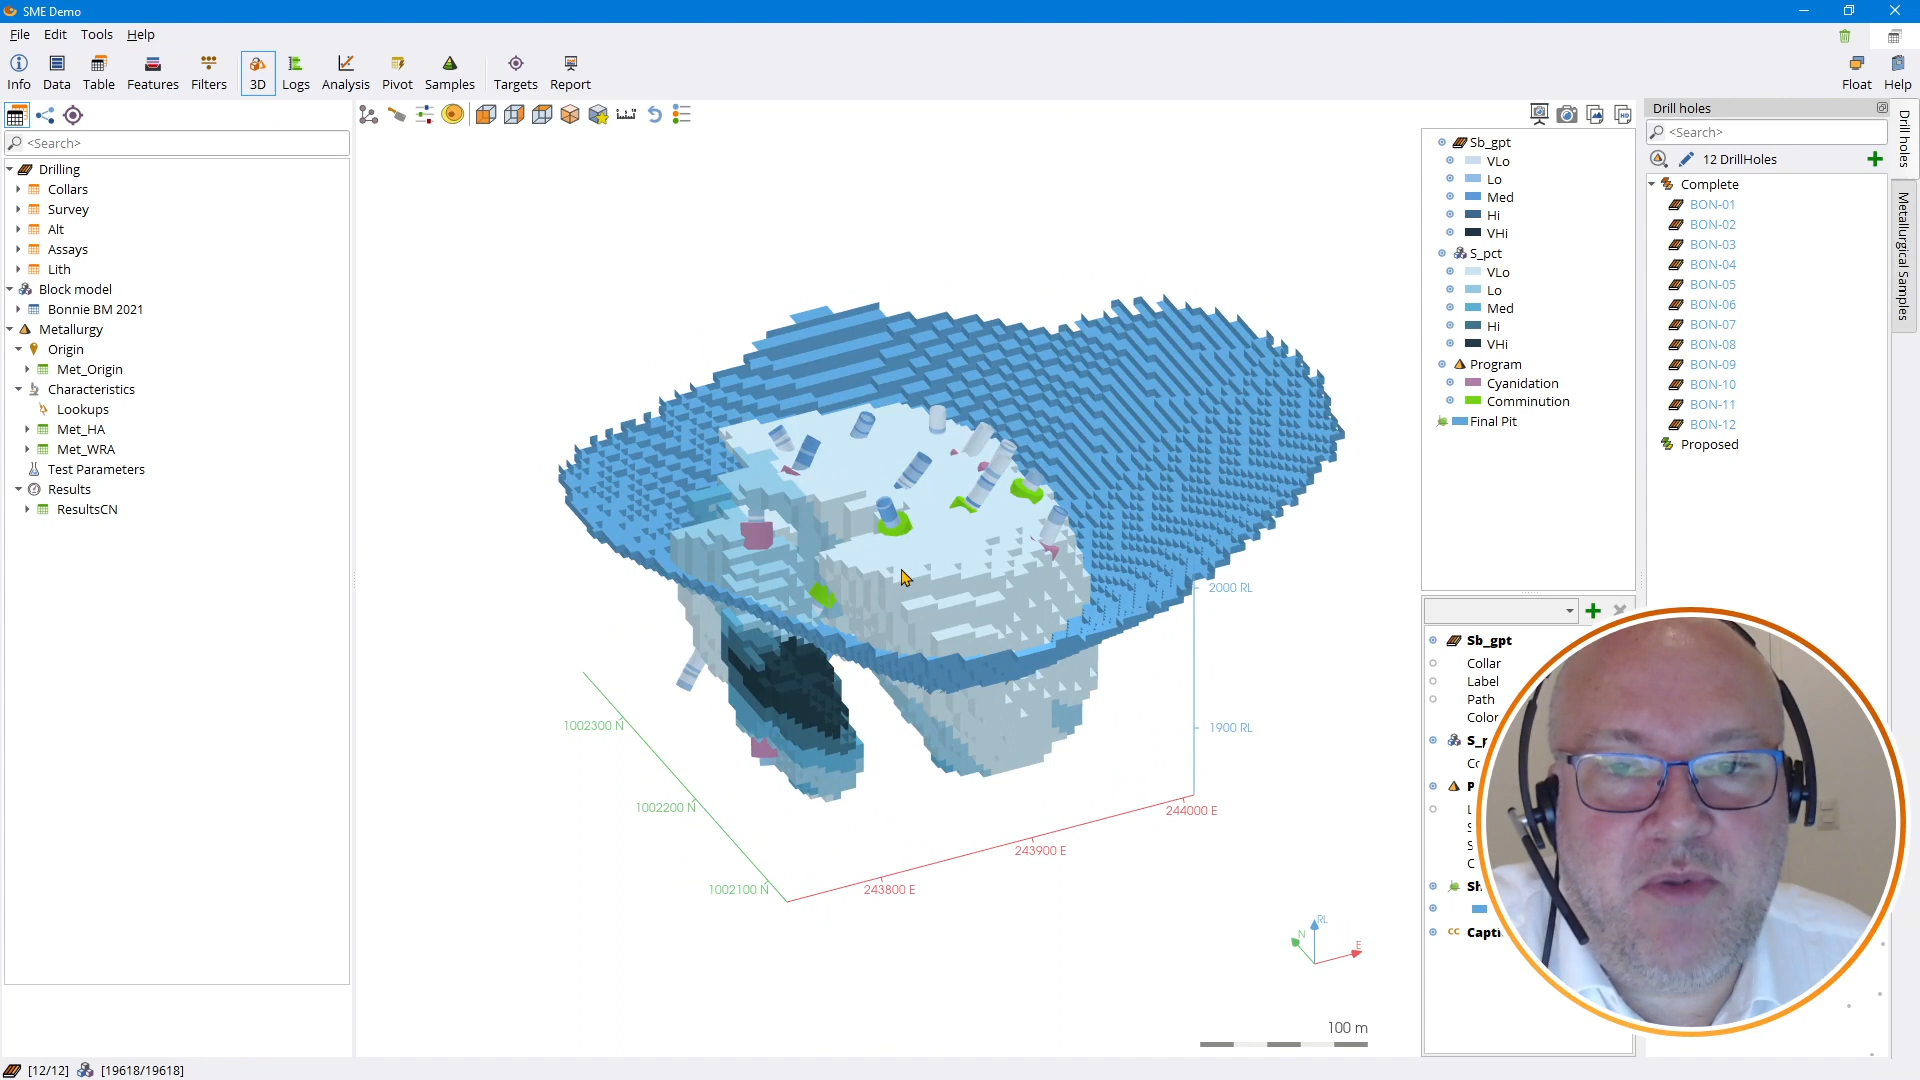 SME Demo
File Edit Tools Help
Info Data Table Features Filters 3D Logs Analysis Pivot Samples Targets Report Float Help
<Search>
Drilling
Collars
Survey
Alt
Assays
Lith
Block model
Bonnie BM 2021
Metallurgy
Origin
Met_Origin
Characteristics
Lookups
Met_HA
Met_WRA
Test Parameters
Results
ResultsCN
2000 RL
1900 RL
1002300 N
1002200 N
1002100 N
243800 E
243900 E
244000 E
RL
N
E
100 m
Sb_gpt
VLo
Lo
Med
Hi
VHi
S_pct
VLo
Lo
Med
Hi
VHi
Program
Cyanidation
Comminution
Final Pit
Sb_gpt
Collar
Label
Path
Color
CC
Drill holes
<Search>
12 DrillHoles
Complete
BON-01
BON-02
BON-03
BON-04
BON-05
BON-06
BON-07
BON-08
BON-09
BON-10
BON-11
BON-12
Proposed
Drill holes
Metallurgical Samples
[12/12] [19618/19618]